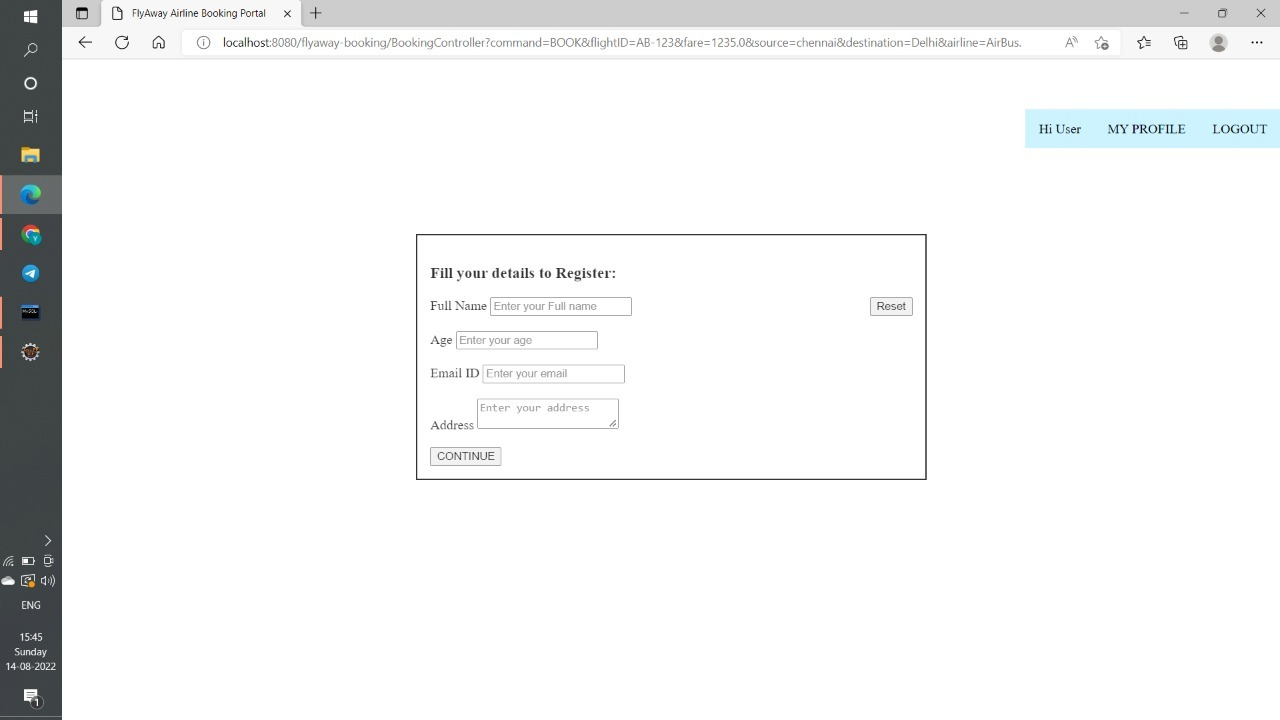 FlyAway Airline Booking Portal
localhost:8080/flyaway-booking/BookingController?command=BOOK&flightID=AB-123&fare=1235.0&source=chennai&destination=Delhi&airline=AirBus.
Hi User MY PROFILE LOGOUT
Fill your details to Register:
Full Name Enter your Full name Reset
Age Enter your age
Email ID Enter your email
Address Enter your address
CONTINUE
ENG
15:45
Sunday
14-08-2022
1